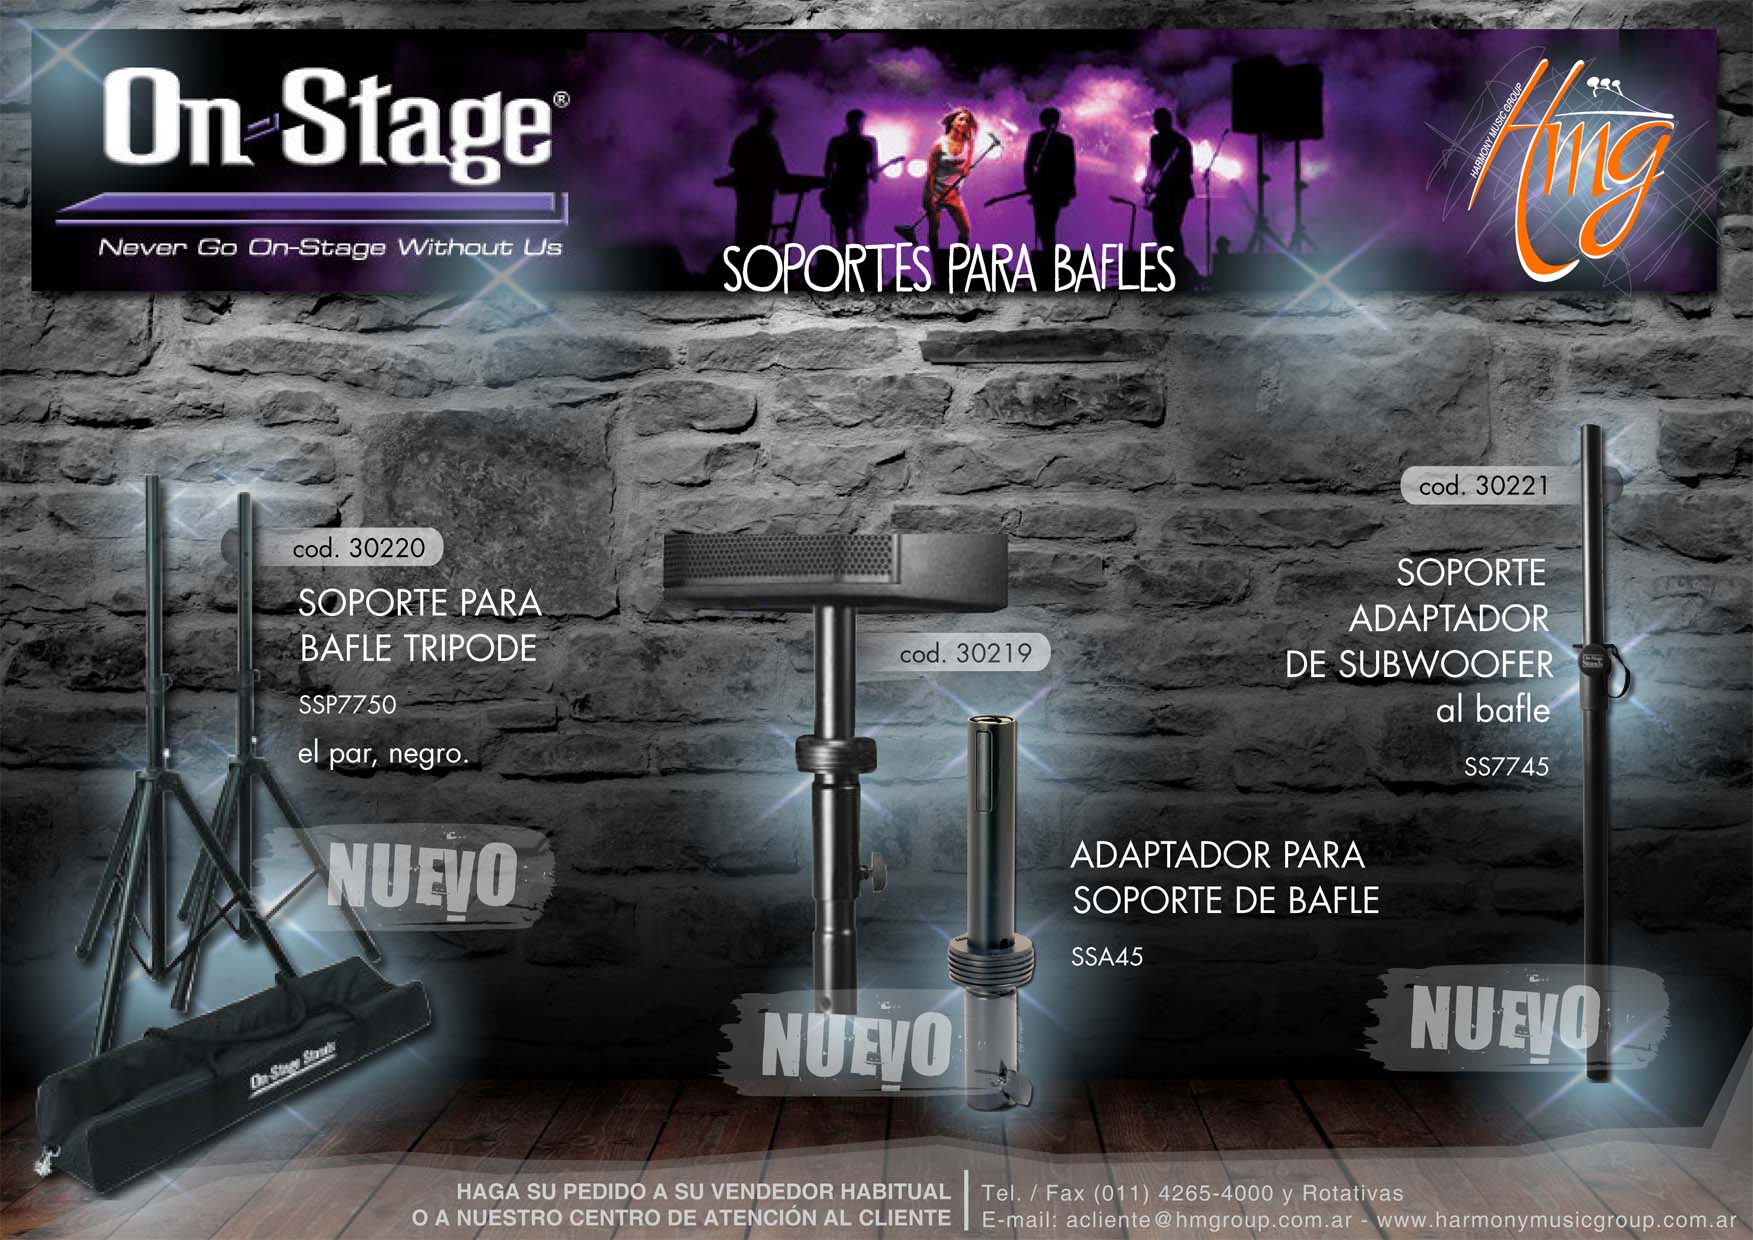 On-Stage®
Never Go On-Stage Without Us
SOPORTES PARA BAFLES
HARMONY MUSIC GROUP
Hmg
cod. 30220
SOPORTE PARA
BAFLE TRIPODE
SSP7750
el par, negro.
NUEVO
On-Stage Stands
cod. 30219
ADAPTADOR PARA
SOPORTE DE BAFLE
SSA45
NUEVO
cod. 30221
SOPORTE
ADAPTADOR
DE SUBWOOFER
al bafle
SS7745
On-Stage
Stands
NUEVO
HAGA SU PEDIDO A SU VENDEDOR HABITUAL
O A NUESTRO CENTRO DE ATENCIÓN AL CLIENTE
Tel. / Fax (011) 4265-4000 y Rotativas
E-mail: acliente@hmgroup.com.ar - www.harmonymusicgroup.com.ar